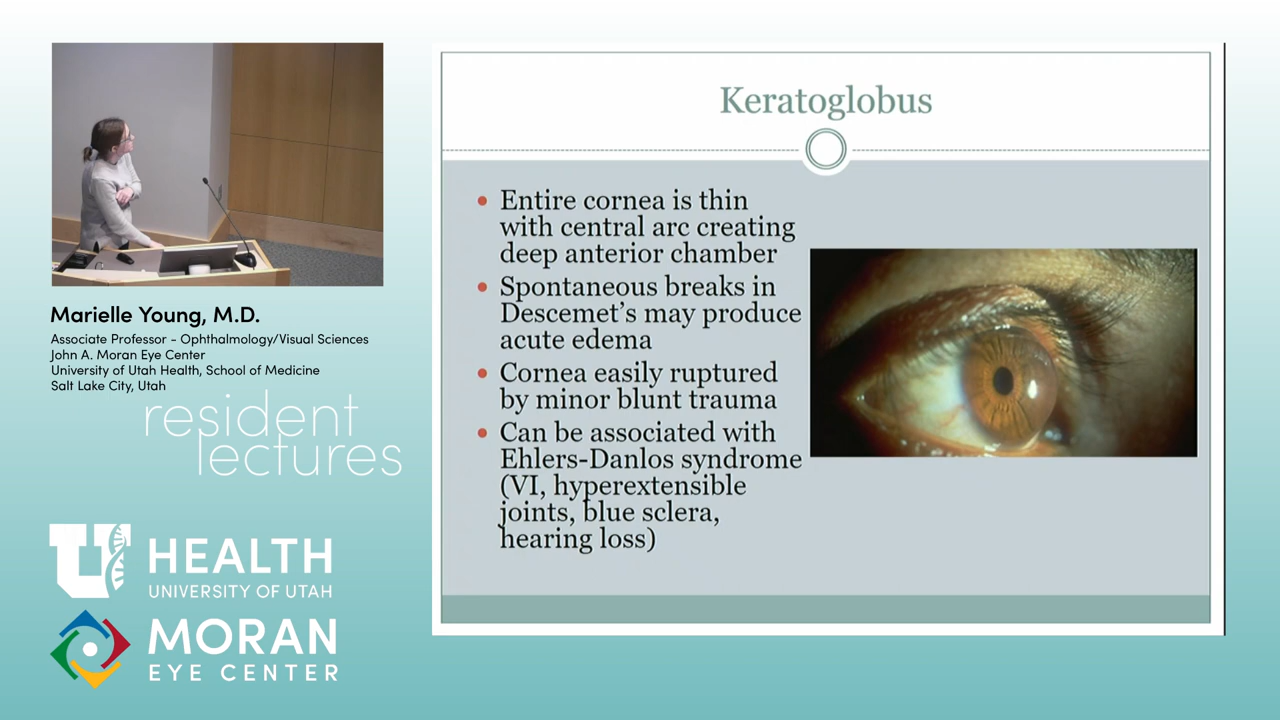 Marielle Young, M.D.
Associate Professor - Ophthalmology/Visual Sciences
John A. Moran Eye Center
University of Utah Health, School of Medicine
Salt Lake City, Utah
resident
lectures
U
HEALTH
UNIVERSITY OF UTAH
MORAN
EYE CENTER
Keratoglobus
• Entire cornea is thin
with central arc creating
deep anterior chamber
• Spontaneous breaks in
Descemet's may produce
acute edema
• Cornea easily ruptured
by minor blunt trauma
• Can be associated with
Ehlers-Danlos syndrome
(VI, hyperextensible
joints, blue sclera,
hearing loss)